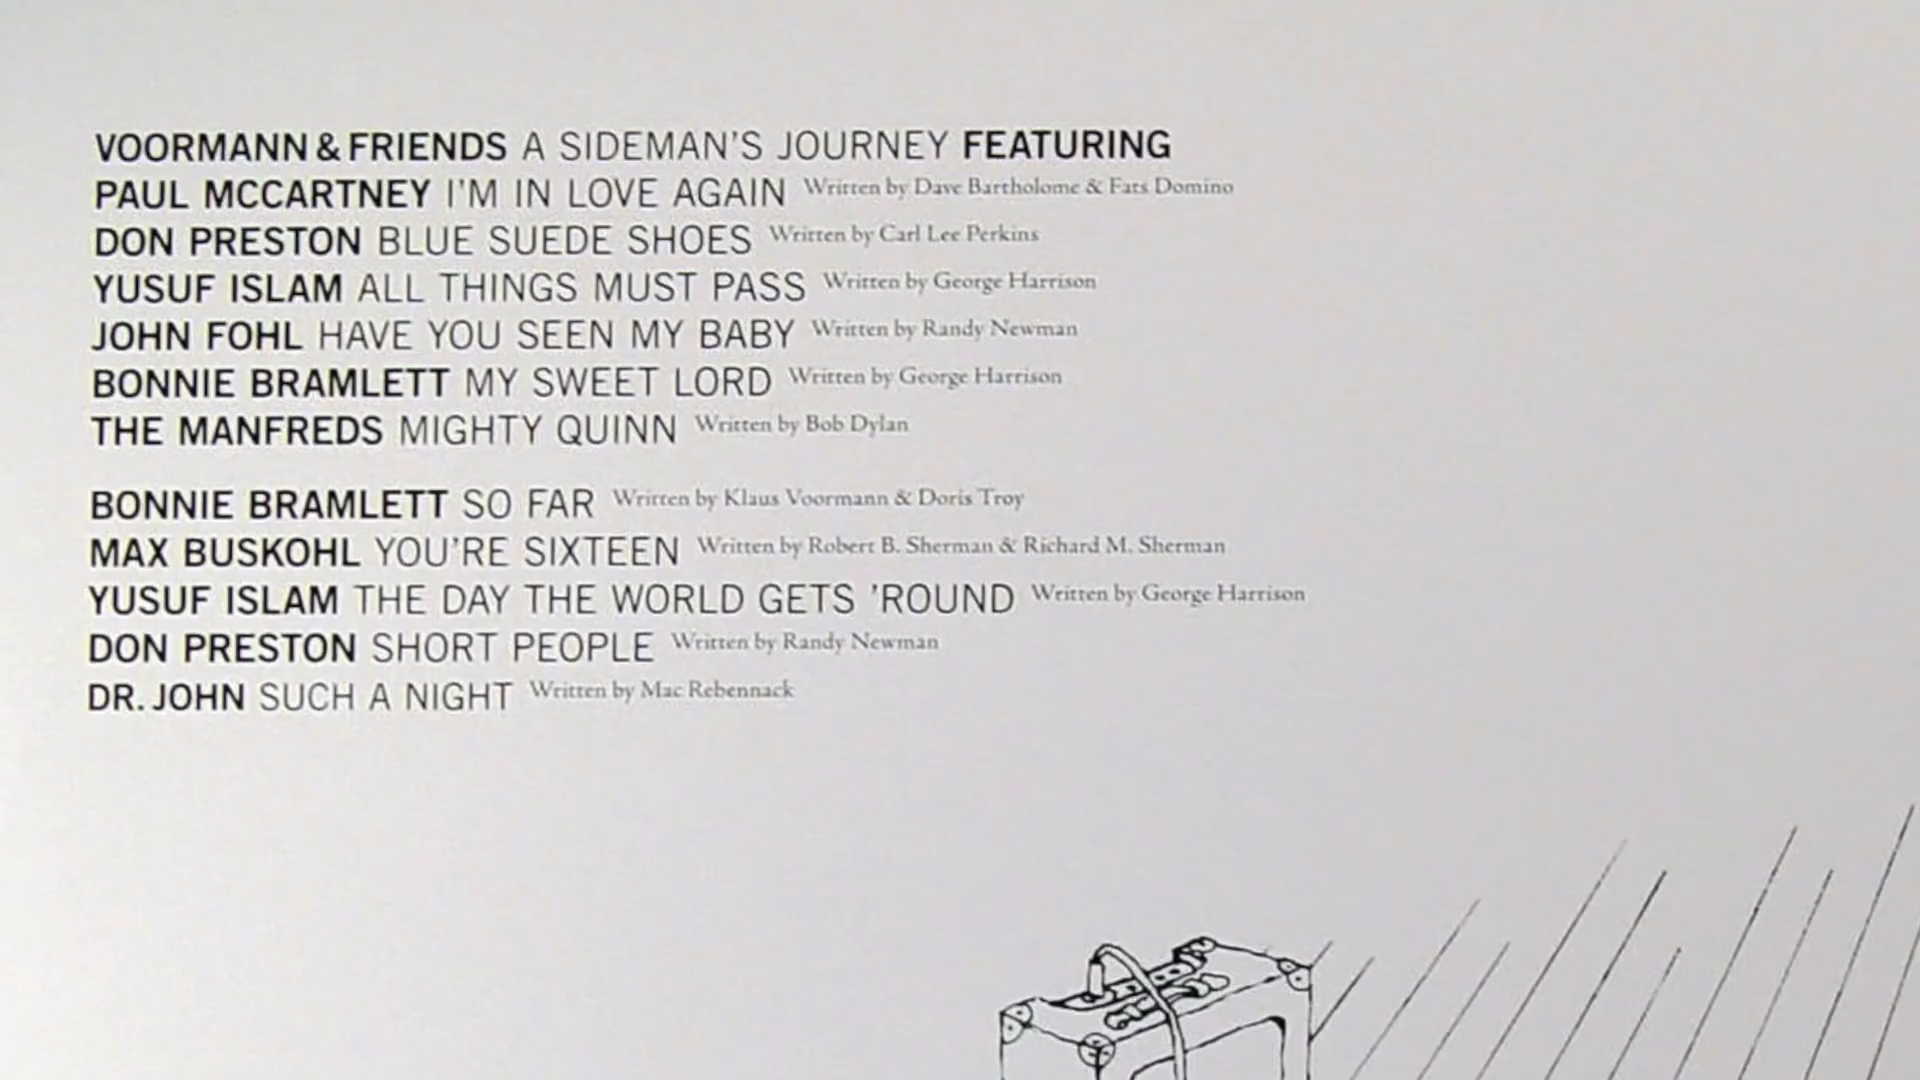 VOORMANN & FRIENDS A SIDEMAN'S JOURNEY FEATURING
PAUL MCCARTNEY I'M IN LOVE AGAIN Written by Dave Bartholome & Fats Domino
DON PRESTON BLUE SUEDE SHOES Written by Carl Lee Perkins
YUSUF ISLAM ALL THINGS MUST PASS Written by George Harrison
JOHN FOHL HAVE YOU SEEN MY BABY Written by Randy Newman
BONNIE BRAMLETT MY SWEET LORD Written by George Harrison
THE MANFREDS MIGHTY QUINN Written by Bob Dylan
BONNIE BRAMLETT SO FAR Written by Klaus Voormann & Doris Troy
MAX BUSKOHL YOU'RE SIXTEEN Written by Robert B. Sherman & Richard M. Sherman
YUSUF ISLAM THE DAY THE WORLD GETS 'ROUND Written by George Harrison
DON PRESTON SHORT PEOPLE Written by Randy Newman
DR. JOHN SUCH A NIGHT Written by Mac Rebennack